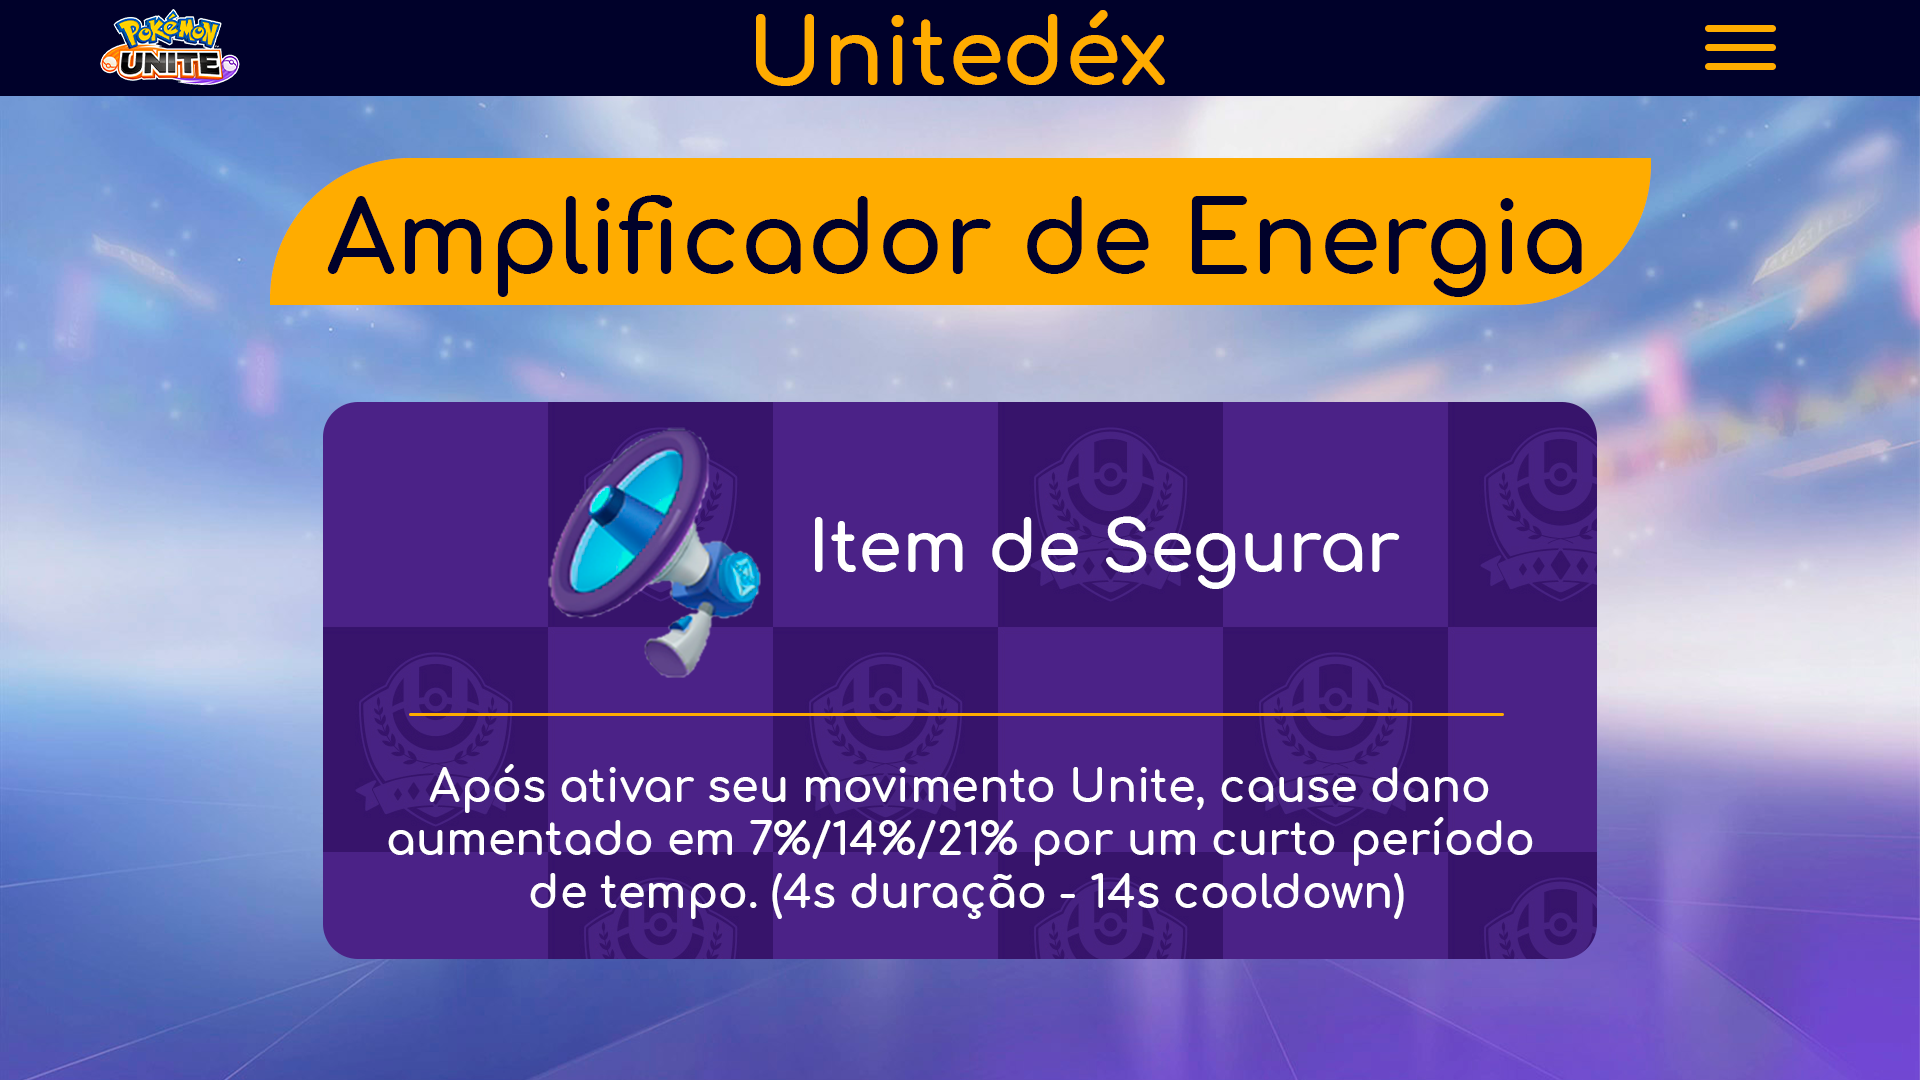 POKéMON
UNITE
Unitedéx
Amplificador de Energia
Item de Segurar
Após ativar seu movimento Unite, cause dano
aumentado em 7%/14%/21% por um curto período
de tempo. (4s duração - 14s cooldown)